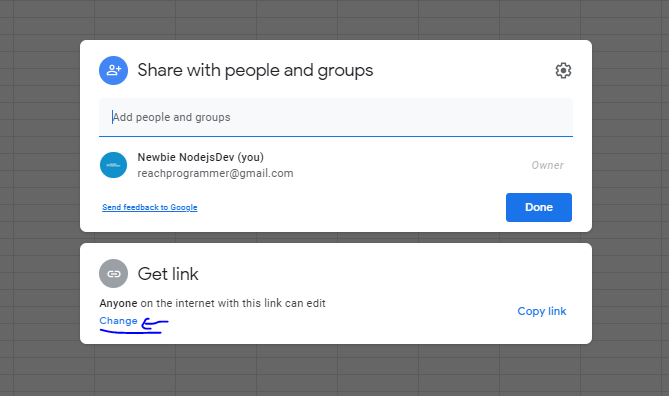 Share with people and groups
Add people and groups
Newbie NodejsDev (you)
reachprogrammer@gmail.com
Owner
Send feedback to Google
Done
Get link
Anyone on the internet with this link can edit
Change
Copy link